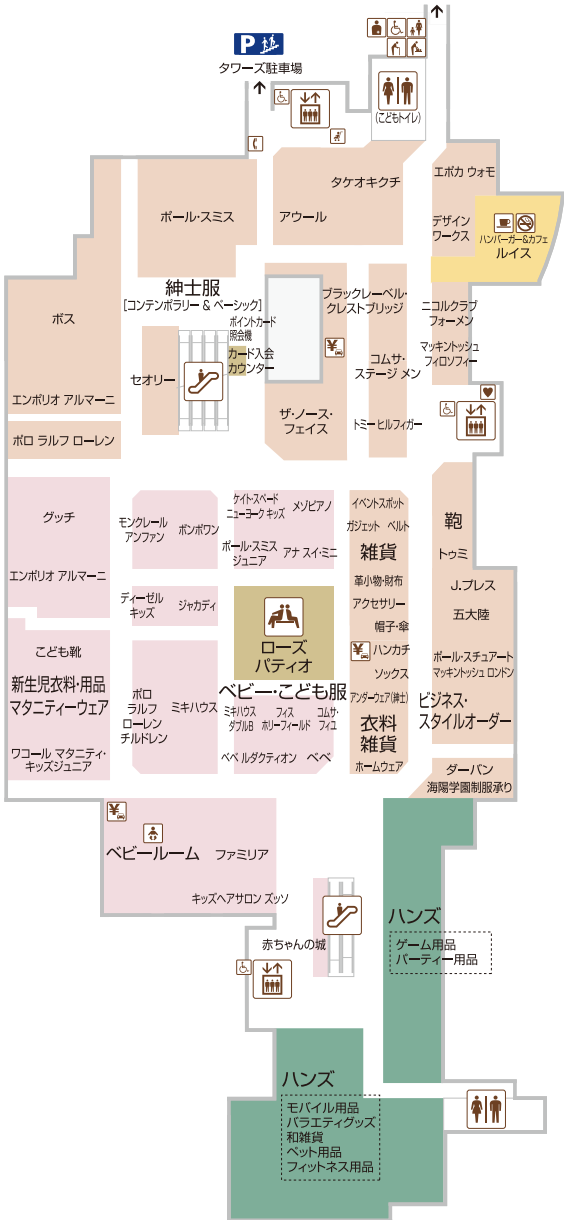 P
タワーズ駐車場
(こどもトイレ)
タケオキクチ
エポカ ウォモ
ポール・スミス
アウール
デザイン
ワークス
ハンバーガー&カフェ
ルイス
紳士服
[コンテンポラリー & ベーシック]
ポイントカード
照会機
カード入会
カウンター
ブラックレーベル・
クレストブリッジ
ニコルクラブ
フォーメン
ボス
マッキントッシュ
フィロソフィー
コムサ・
ステージ メン
¥
セオリー
エンポリオ アルマーニ
ザ・ノース・
フェイス
トミー ヒルフィガー
ポロ ラルフ ローレン
グッチ
モンクレール
アンファン
ボンポワン
ケイト・スペード
ニューヨーク キッズ
メゾピアノ
イベントスポット
ガジェット ベルト
鞄
ポール・スミス
ジュニア
アナ スイ・ミニ
雑貨
トゥミ
エンポリオ アルマーニ
ディーゼル
キッズ
ジャカディ
革小物・財布
アクセサリー
帽子・傘
J.プレス
五大陸
ローズ
パティオ
¥
ハンカチ
ソックス
こども靴
新生児衣料・用品
マタニティーウェア
ポール・スチュアート
マッキントッシュ ロンドン
ベビー・こども服
アンダーウェア(紳士)
ビジネス・
スタイルオーダー
ポロ
ラルフ
ローレン
チルドレン
ミキハウス
ミキハウス
ダブルB
フィス
ホリーフィールド
コムサ・
フィユ
衣料
雑貨
ワコール マタニティ・
キッズジュニア
べべ ルダクティオン
べべ
ホームウェア
ダーバン
海陽学園制服承り
¥
ベビールーム
ファミリア
キッズヘアサロン ズッソ
赤ちゃんの城
ハンズ
ゲーム用品
パーティー用品
ハンズ
モバイル用品
バラエティグッズ
和雑貨
ペット用品
フィットネス用品